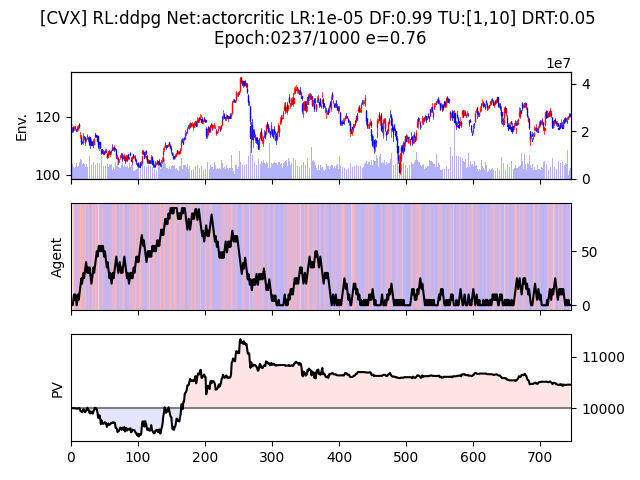 [CVX] RL:ddpg Net:actorcritic LR:1e-05 DF:0.99 TU:[1,10] DRT:0.05
Epoch:0237/1000 e=0.76
1e7
Env.
120
100
4
2
0
Agent
50
0
PV
11000
10000
0 100 200 300 400 500 600 700